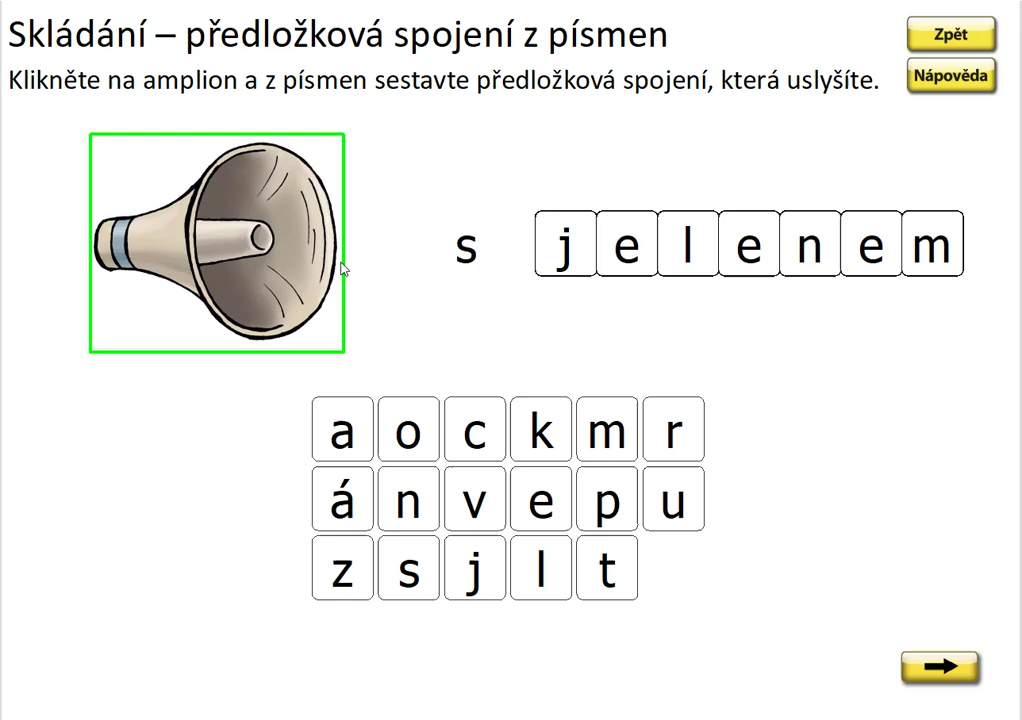 Skládání – předložková spojení z písmen
Zpět
Klikněte na amplion a z písmen sestavte předložková spojení, která uslyšíte.
Nápověda
s j e l e n e m
a o c k m r
á n v e p u
z s j l t